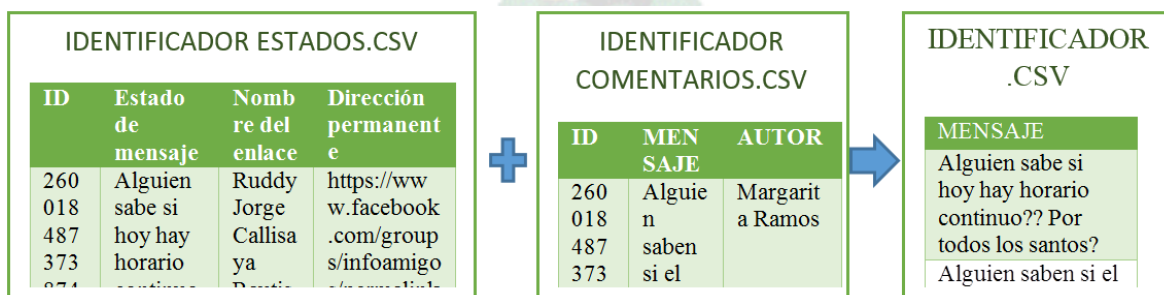 IDENTIFICADOR ESTADOS.CSV
ID
Estado
de
mensaje
Nomb
re del
enlace
Dirección
permanent
e
260
018
487
373
Alguien
sabe si
hoy hay
horario
Ruddy
Jorge
Callisa
ya
https://ww
w.facebook
.com/group
s/infoamigo
IDENTIFICADOR
COMENTARIOS.CSV
ID
MEN
SAJE
AUTOR
260
018
487
373
Alguie
n
saben
si el
Margarit
a Ramos
IDENTIFICADOR
.CSV
MENSAJE
Alguien sabe si
hoy hay horario
continuo?? Por
todos los santos?
Alguien saben si el